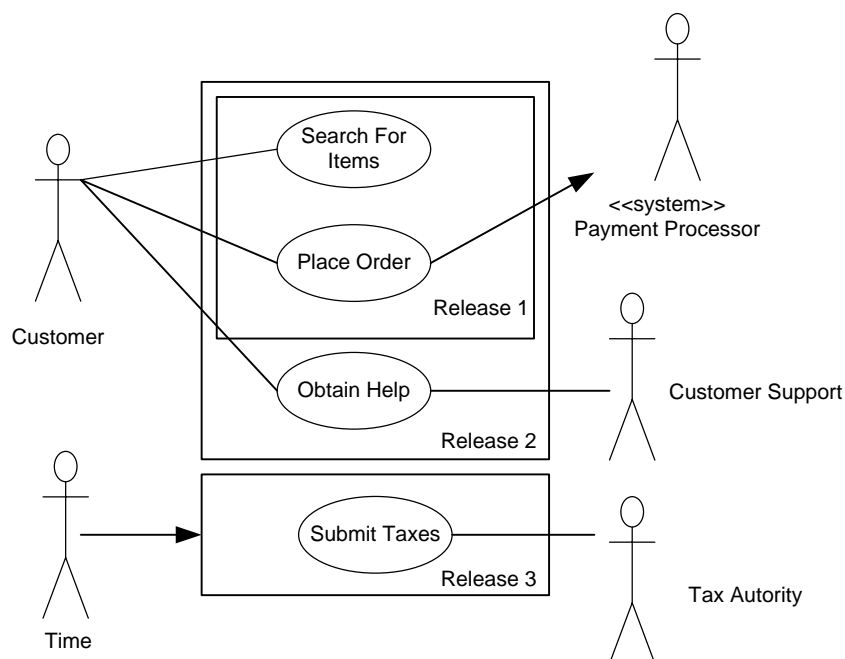 Search For
Items
<<system>>
Payment Processor
Place Order
Release 1
Customer
Obtain Help
Customer Support
Release 2
Submit Taxes
Release 3
Tax Autority
Time